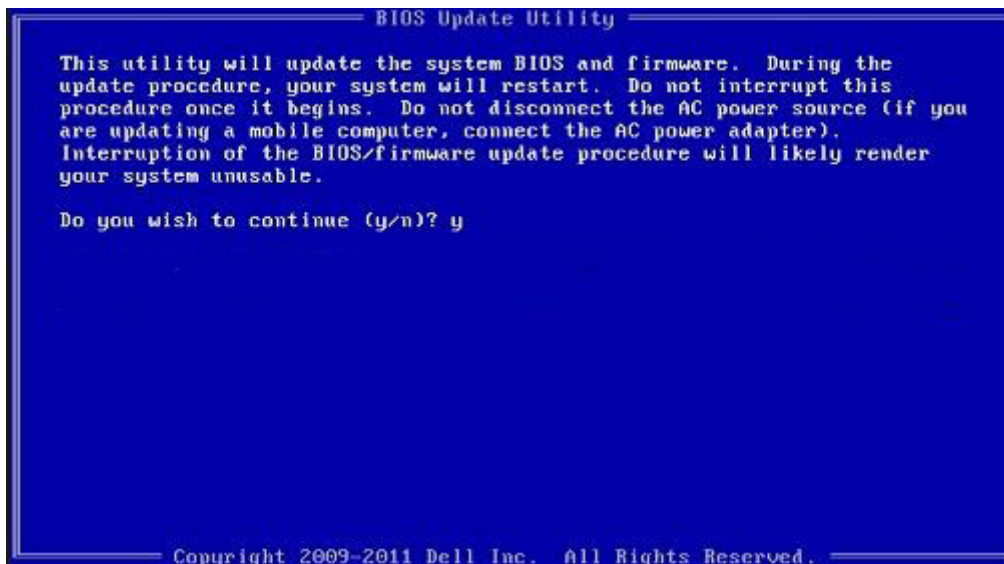 BIOS Update Utility
This utility will update the system BIOS and firmware. During the
update procedure, your system will restart. Do not interrupt this
procedure once it begins. Do not disconnect the AC power source (if you
are updating a mobile computer, connect the AC power adapter).
Interruption of the BIOS/firmware update procedure will likely render
your system unusable.
Do you wish to continue (y/n)? y
Copyright 2009-2011 Dell Inc. All Rights Reserved.